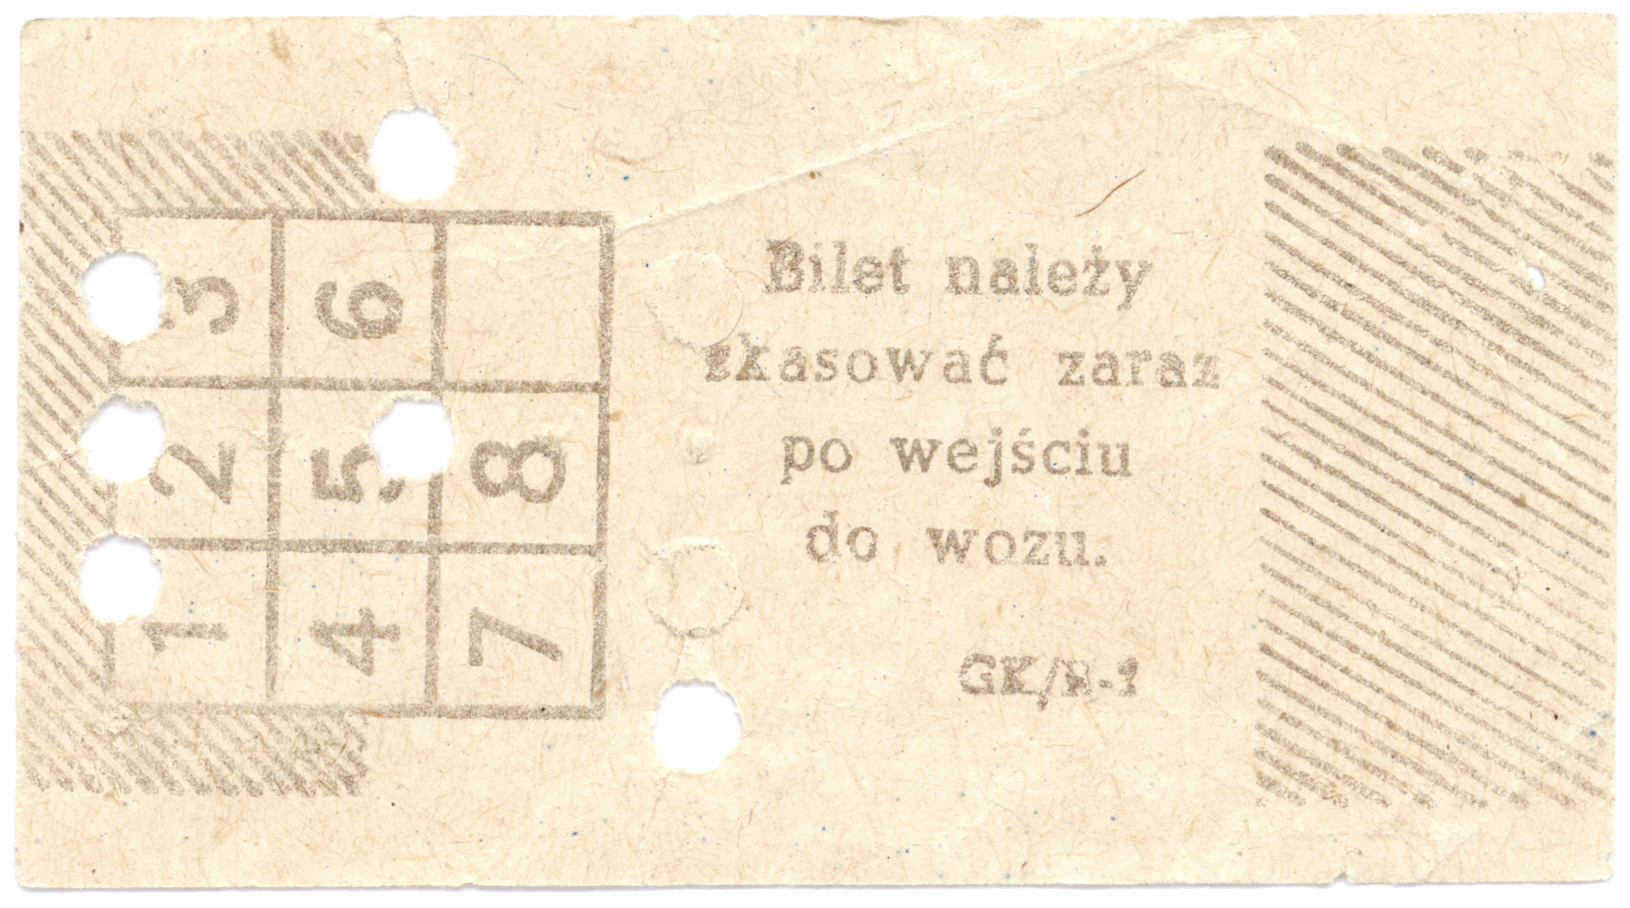 3 6
2 5 8
1 4 7
Bilet należy
skasować zaraz
po wejściu
do wozu.
GK/R-1